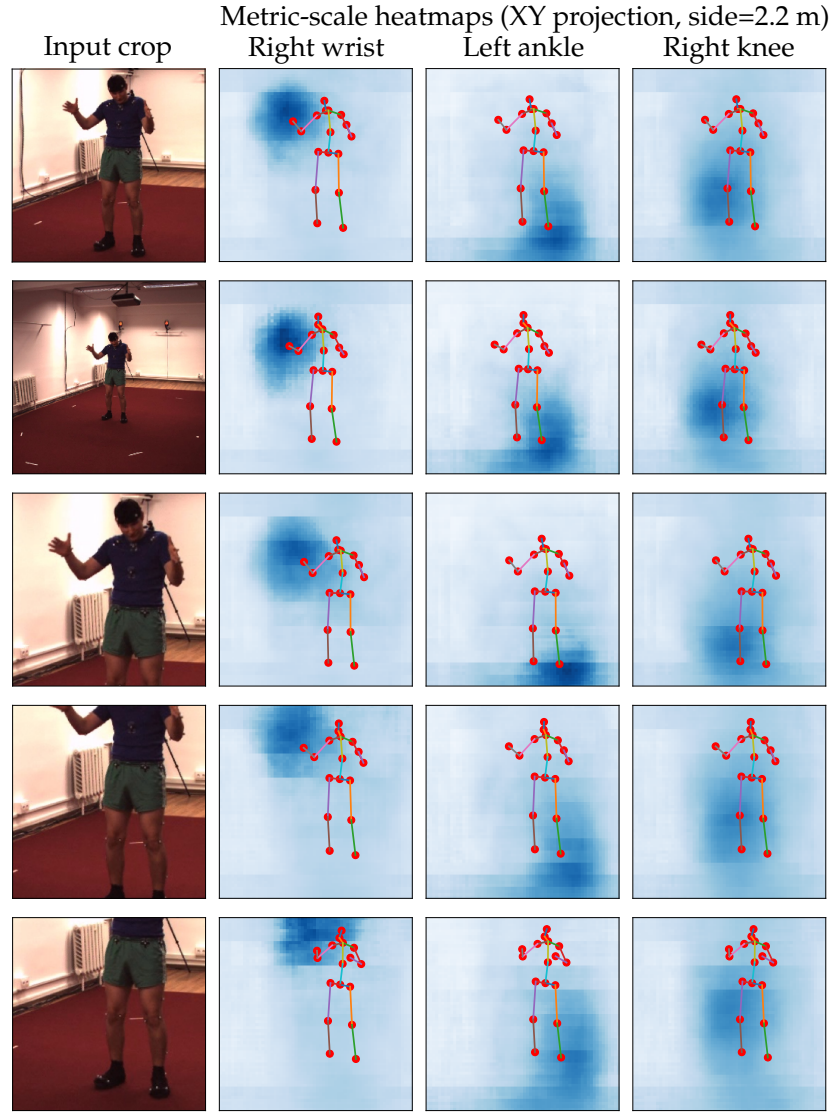 Metric-scale heatmaps (XY projection, side=2.2 m)
Input crop Right wrist Left ankle Right knee